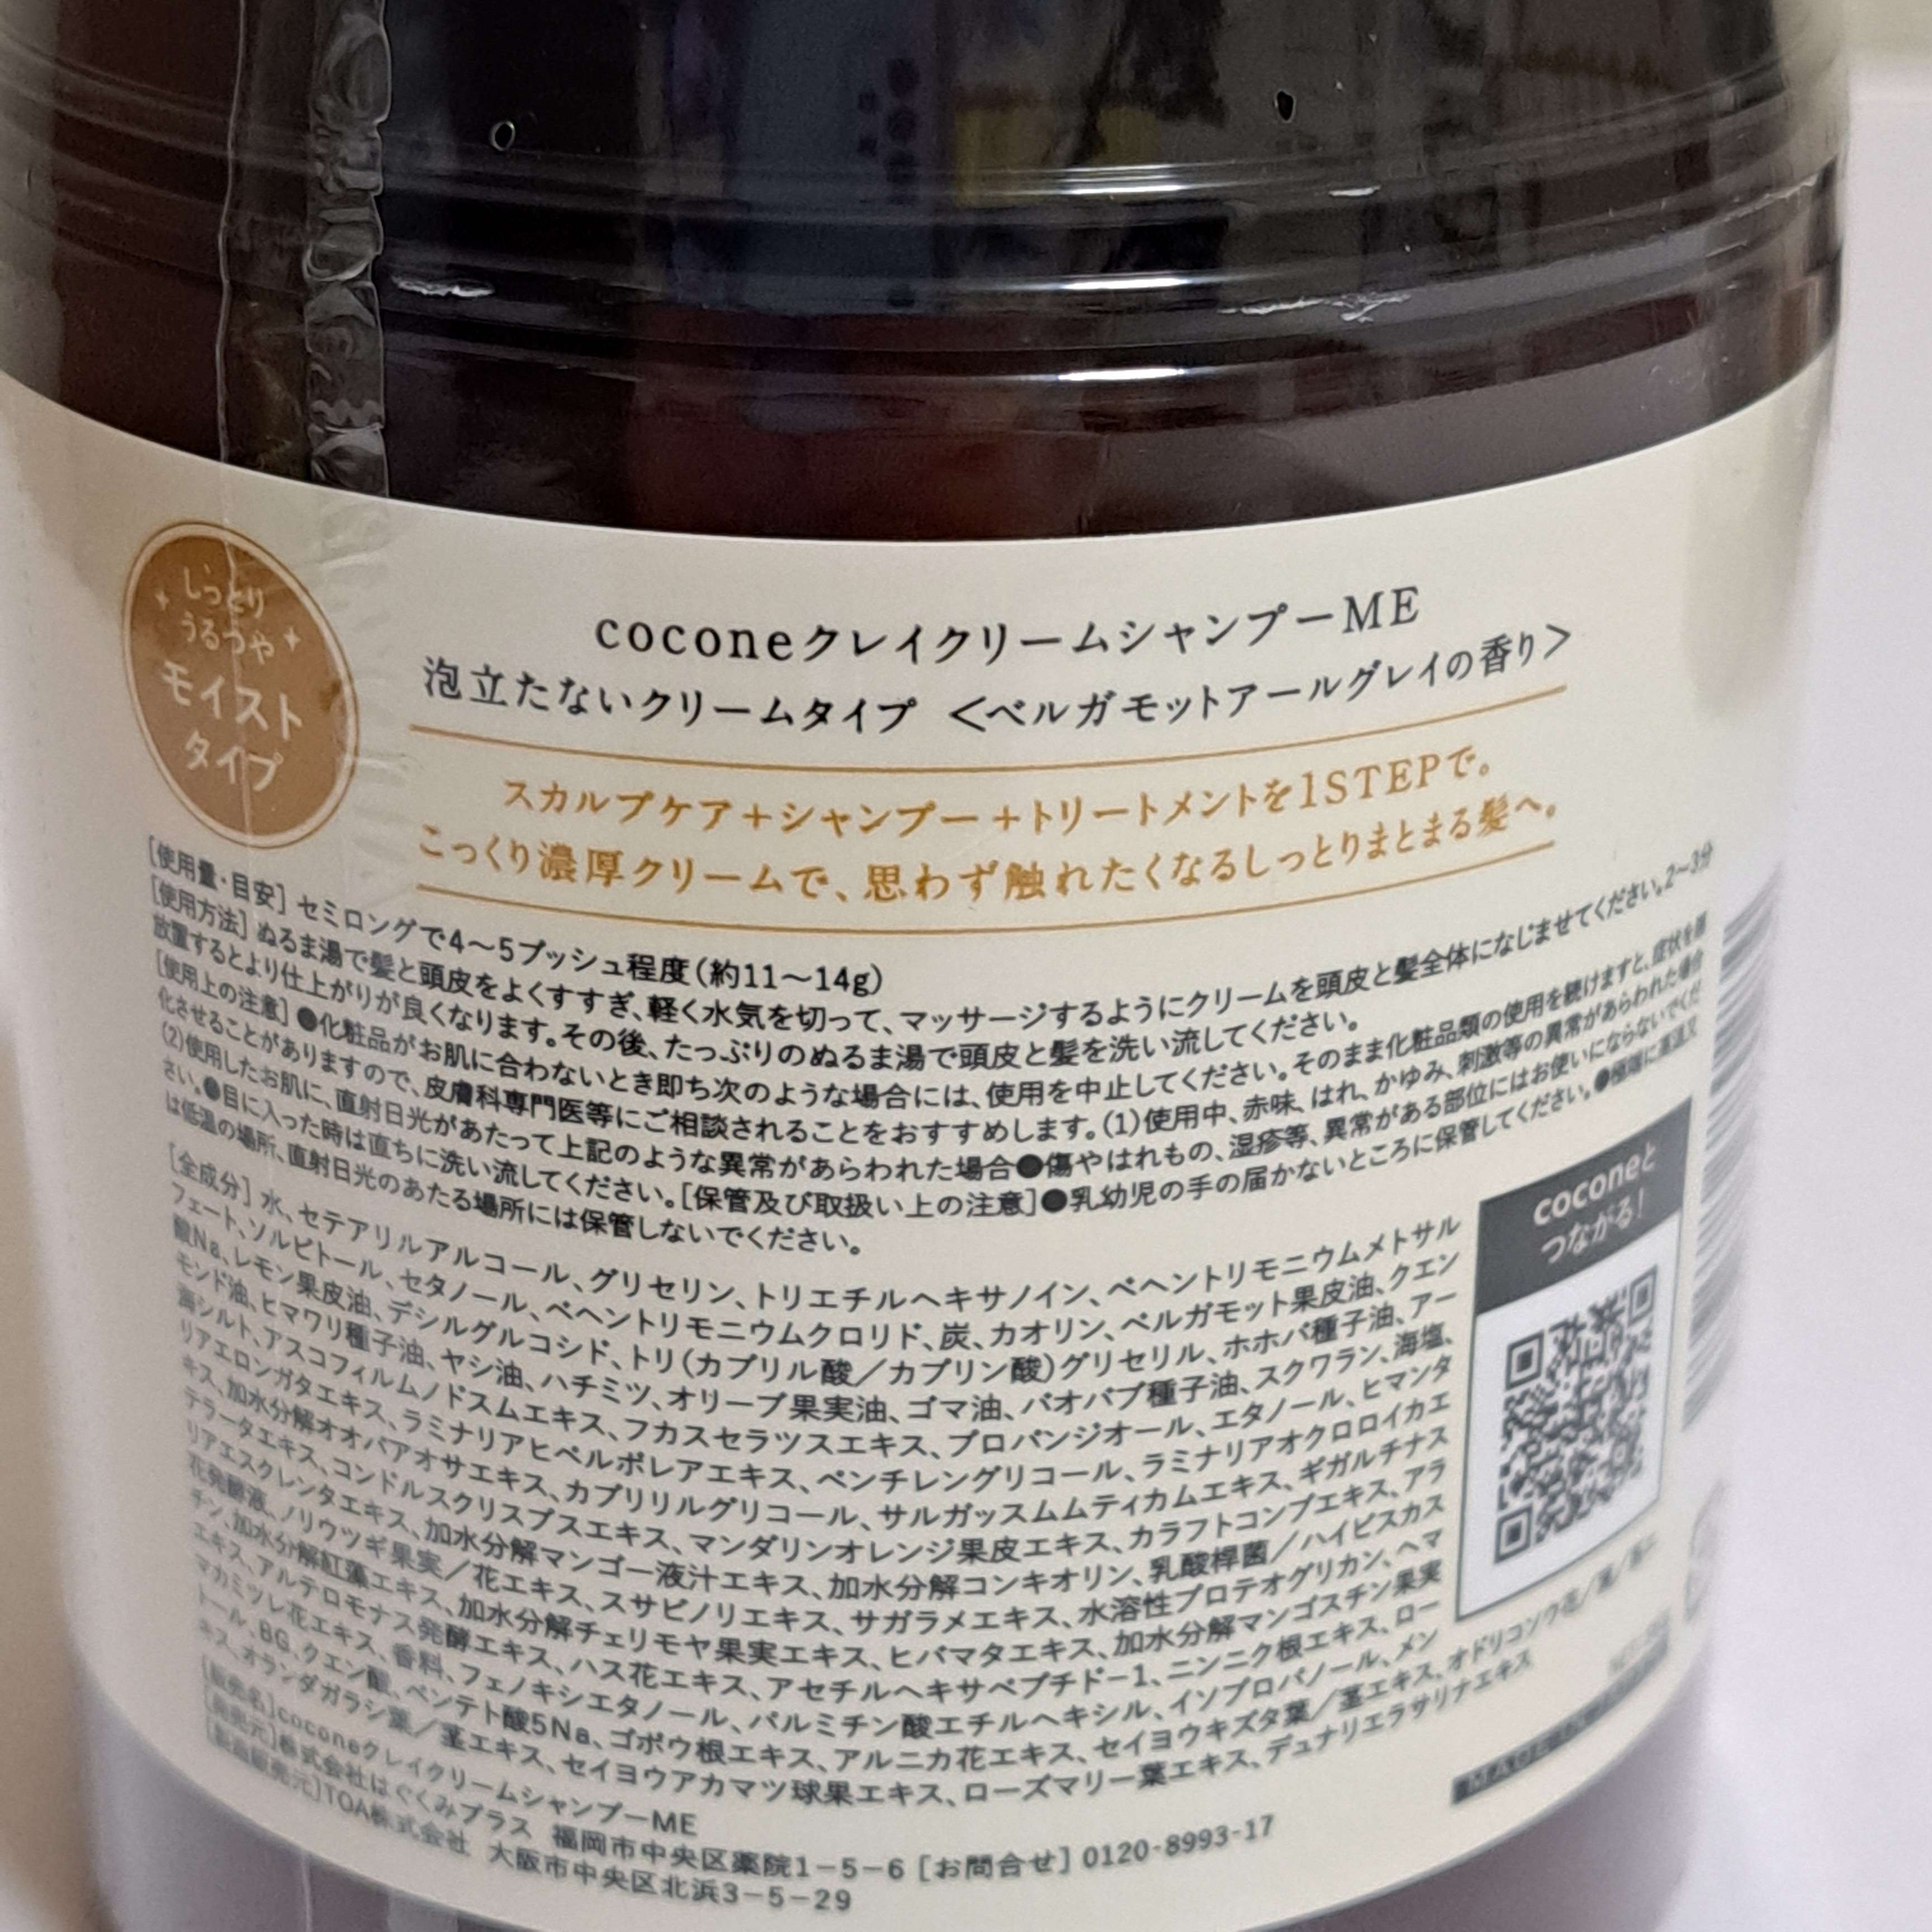 しっとり
うるつや
モイスト
タイプ
coconeクレイクリームシャンプーME
泡立たないクリームタイプ <ベルガモットアールグレイの香り>
スカルプケア+シャンプー+トリートメントを1STEPで。
こっくり濃厚クリームで、思わず触れたくなるしっとりまとまる髪へ。
[使用量・目安] セミロングで4〜5プッシュ程度(約11〜14g)
[使用方法] ぬるま湯で髪と頭皮をよくすすぎ、軽く水気を切って、マッサージするようにクリームを頭皮と髪全体になじませてください。2〜3分
放置するとより仕上がりが良くなります。その後、たっぷりのぬるま湯で頭皮と髪を洗い流してください。
[使用上の注意] ●化粧品がお肌に合わないとき即ち次のような場合には、使用を中止してください。そのまま化粧品類の使用を続けますと、症状を悪
化させることがありますので、皮膚科専門医等にご相談されることをおすすめします。(1)使用中、赤味、はれ、かゆみ、刺激等の異常があらわれた場合
(2)使用したお肌に、直射日光があたって上記のような異常があらわれた場合●傷やはれもの、湿疹等、異常がある部位にはお使いにならないでくだ
さい。●目に入った時は直ちに洗い流してください。[保管及び取扱い上の注意]●乳幼児の手の届かないところに保管してください。●極端に高温又
は低温の場所、直射日光のあたる場所には保管しないでください。
[全成分] 水、セテアリルアルコール、グリセリン、トリエチルヘキサノイン、ベヘントリモニウムメトサル
フェート、ソルビトール、セタノール、ベヘントリモニウムクロリド、炭、カオリン、ベルガモット果皮油、クエン
酸Na、レモン果皮油、デシルグルコシド、トリ(カプリル酸/カプリン酸)グリセリル、ホホバ種子油、アー
モンド油、ヒマワリ種子油、ヤシ油、ハチミツ、オリーブ果実油、ゴマ油、バオバブ種子油、スクワラン、海塩、
海シルト、アスコフィルムノドスムエキス、フカスセラツスエキス、プロパンジオール、エタノール、ヒマンタ
リアエロンガタエキス、ラミナリアヒペルボレアエキス、ペンチレングリコール、ラミナリアオクロロイカエ
キス、加水分解オオバアオサエキス、カプリリルグリコール、サルガッスムムティカムエキス、ギガルチナス
テラータエキス、コンドルスクリスプスエキス、マンダリンオレンジ果皮エキス、カラフトコンブエキス、アラ
リアエスクレンタエキス、加水分解マンゴー液汁エキス、加水分解コンキオリン、乳酸桿菌/ハイビスカス
花発酵液、ノリウツギ果実/花エキス、スサビノリエキス、サガラメエキス、水溶性プロテオグリカン、ヘマ
チン、加水分解紅藻エキス、加水分解チェリモヤ果実エキス、ヒバマタエキス、加水分解マンゴスチン果実
エキス、アルテロモナス発酵エキス、ハス花エキス、アセチルヘキサペプチド-1、ニンニク根エキス、ロー
マカミツレ花エキス、香料、フェノキシエタノール、パルミチン酸エチルヘキシル、イソプロパノール、メン
トール、BG、クエン酸、ペンテト酸5Na、ゴボウ根エキス、アルニカ花エキス、セイヨウキズタ葉/茎エキス、オドリコソウ花/葉/茎エ
キス、オランダガラシ葉/茎エキス、セイヨウアカマツ球果エキス、ローズマリー葉エキス、デュナリエラサリナエキス
[販売名]coconeクレイクリームシャンプーME
[発売元]株式会社はぐくみプラス 福岡市中央区薬院1-5-6 [お問合せ] 0120-8993-17
[製造販売元]TOA株式会社 大阪市中央区北浜3-5-29
coconeと
つながる!